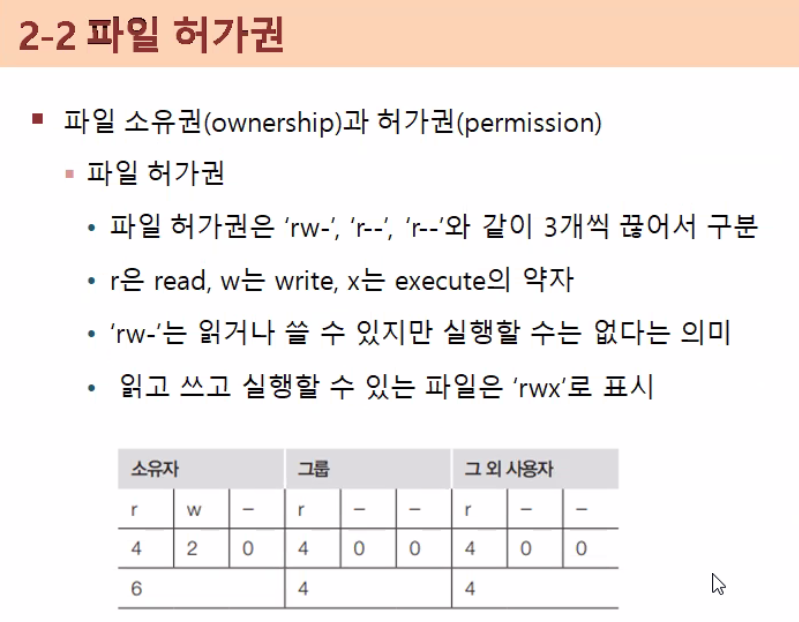 2-2 파일 허가권
파일 소유권(ownership)과 허가권(permission)
파일 허가권
파일 허가권은 ‘rw-’, ‘r--’, ‘r--’와 같이 3개씩 끊어서 구분
r은 read, w는 write, x는 execute의 약자
‘rw-’는 읽거나 쓸 수 있지만 실행할 수는 없다는 의미
읽고 쓰고 실행할 수 있는 파일은 ‘rwx’로 표시
소유자 그룹 그 외 사용자
r w – r – – r – –
4 2 0 4 0 0 4 0 0
6 4 4